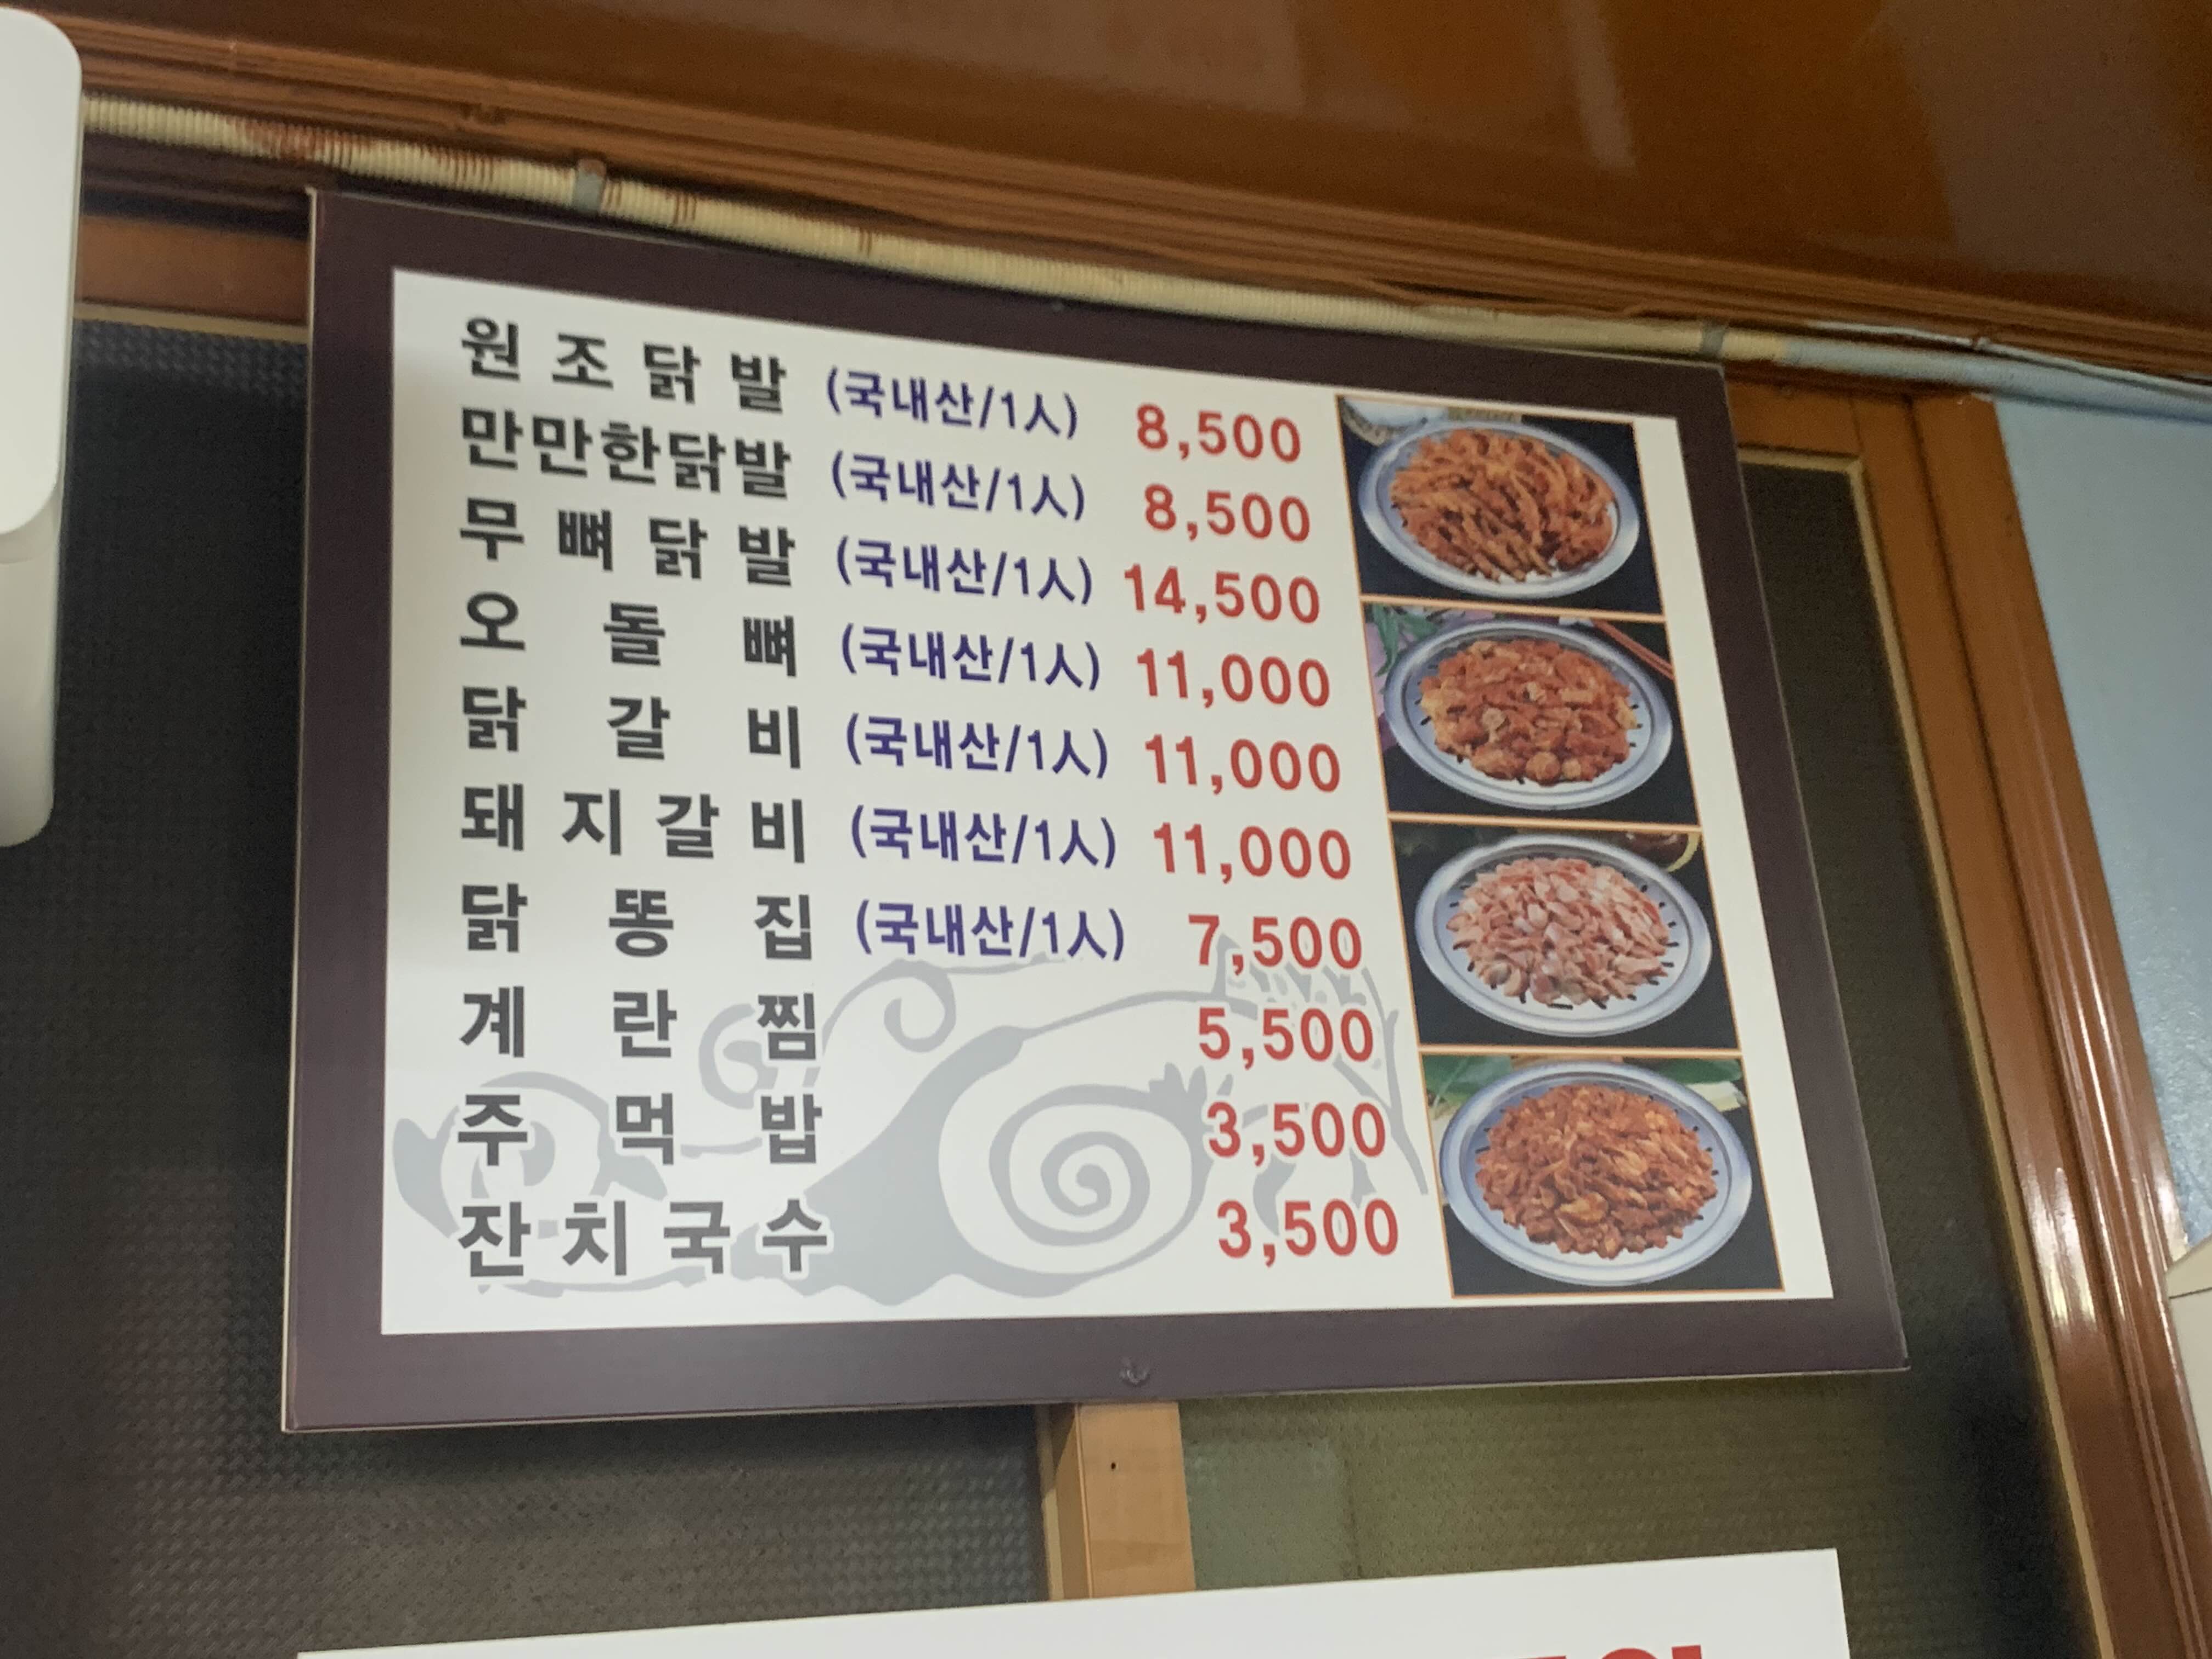 원조닭발 (국내산/1人) 8,500
만만한닭발 (국내산/1人) 8,500
무뼈닭발 (국내산/1人) 14,500
오돌뼈 (국내산/1人) 11,000
닭갈비 (국내산/1人) 11,000
돼지갈비 (국내산/1人) 11,000
닭똥집 (국내산/1人) 7,500
계란찜 5,500
주먹밥 3,500
잔치국수 3,500